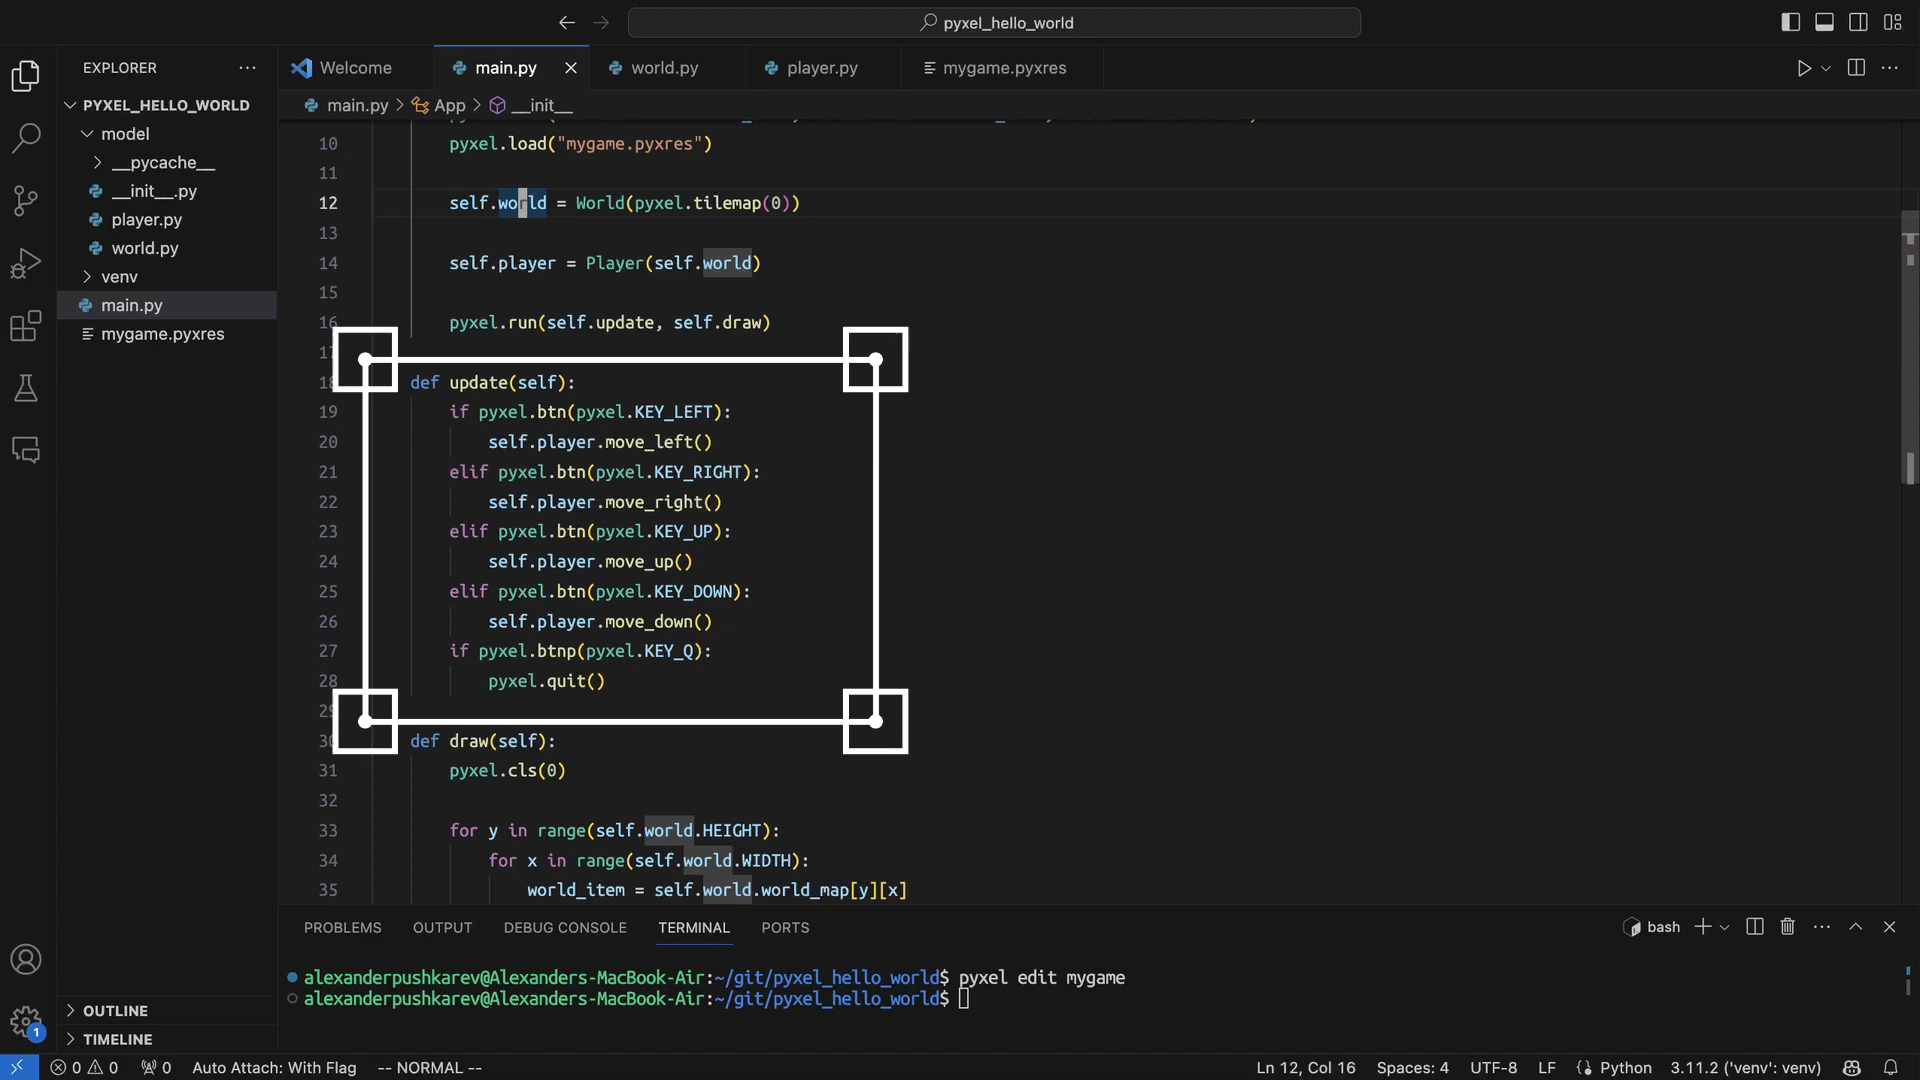 pyxel_hello_world
EXPLORER
Welcome
main.py
world.py
player.py
mygame.pyxres
PYXEL_HELLO_WORLD
model
__pycache__
__init__.py
player.py
world.py
venv
main.py
mygame.pyxres
main.py > App > __init__
10 pyxel.load("mygame.pyxres")
11
12 self.world = World(pyxel.tilemap(0))
13
14 self.player = Player(self.world)
15
16 pyxel.run(self.update, self.draw)
18 def update(self):
19 if pyxel.btn(pyxel.KEY_LEFT):
20 self.player.move_left()
21 elif pyxel.btn(pyxel.KEY_RIGHT):
22 self.player.move_right()
23 elif pyxel.btn(pyxel.KEY_UP):
24 self.player.move_up()
25 elif pyxel.btn(pyxel.KEY_DOWN):
26 self.player.move_down()
27 if pyxel.btnp(pyxel.KEY_Q):
28 pyxel.quit()
30 def draw(self):
31 pyxel.cls(0)
32
33 for y in range(self.world.HEIGHT):
34 for x in range(self.world.WIDTH):
35 world_item = self.world.world_map[y][x]
PROBLEMS OUTPUT DEBUG CONSOLE TERMINAL PORTS
bash
alexanderpushkarev@Alexanders-MacBook-Air:~/git/pyxel_hello_world$ pyxel edit mygame
alexanderpushkarev@Alexanders-MacBook-Air:~/git/pyxel_hello_world$
OUTLINE
TIMELINE
1
0 0 0 Auto Attach: With Flag -- NORMAL -- Ln 12, Col 16 Spaces: 4 UTF-8 LF Python 3.11.2 ('venv': venv)